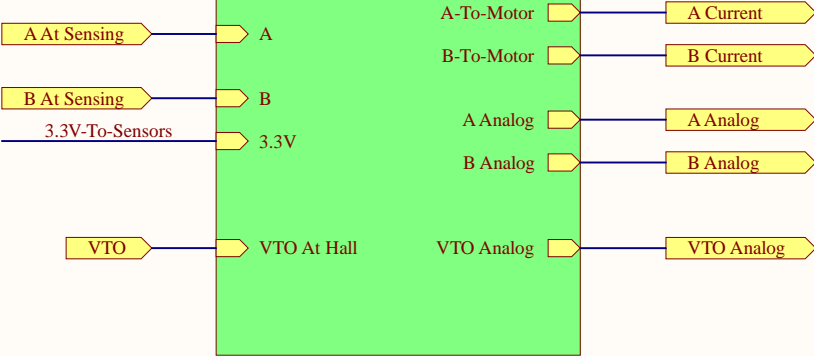 A-To-Motor
A Current
A At Sensing
A
B-To-Motor
B Current
B At Sensing
B
A Analog
A Analog
3.3V-To-Sensors
3.3V
B Analog
B Analog
VTO
VTO At Hall
VTO Analog
VTO Analog